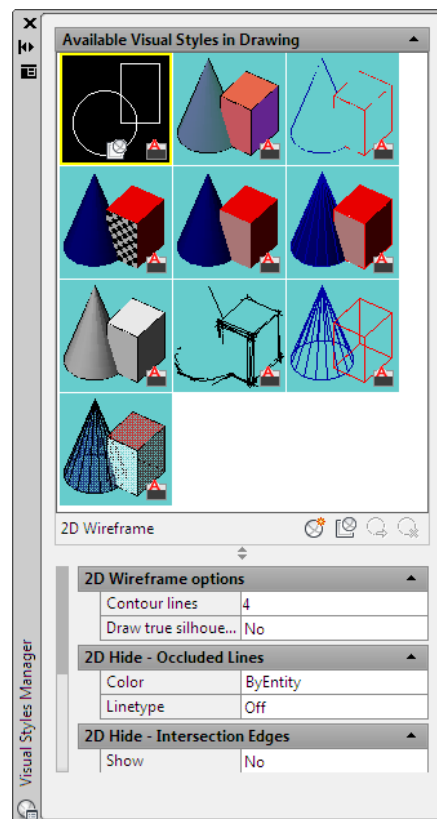 Available Visual Styles in Drawing
2D Wireframe
2D Wireframe options
Contour lines 4
Draw true silhoue... No
2D Hide - Occluded Lines
Color ByEntity
Linetype Off
2D Hide - Intersection Edges
Show No
Visual Styles Manager